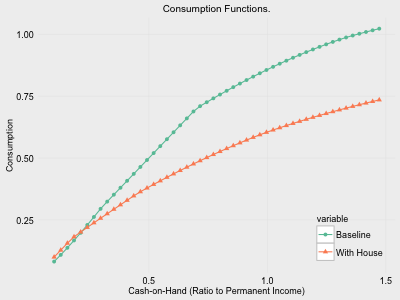 Consumption Functions.
1.00
0.75
0.50
0.25
Consumption
0.5
1.0
1.5
Cash-on-Hand (Ratio to Permanent Income)
variable
Baseline
With House